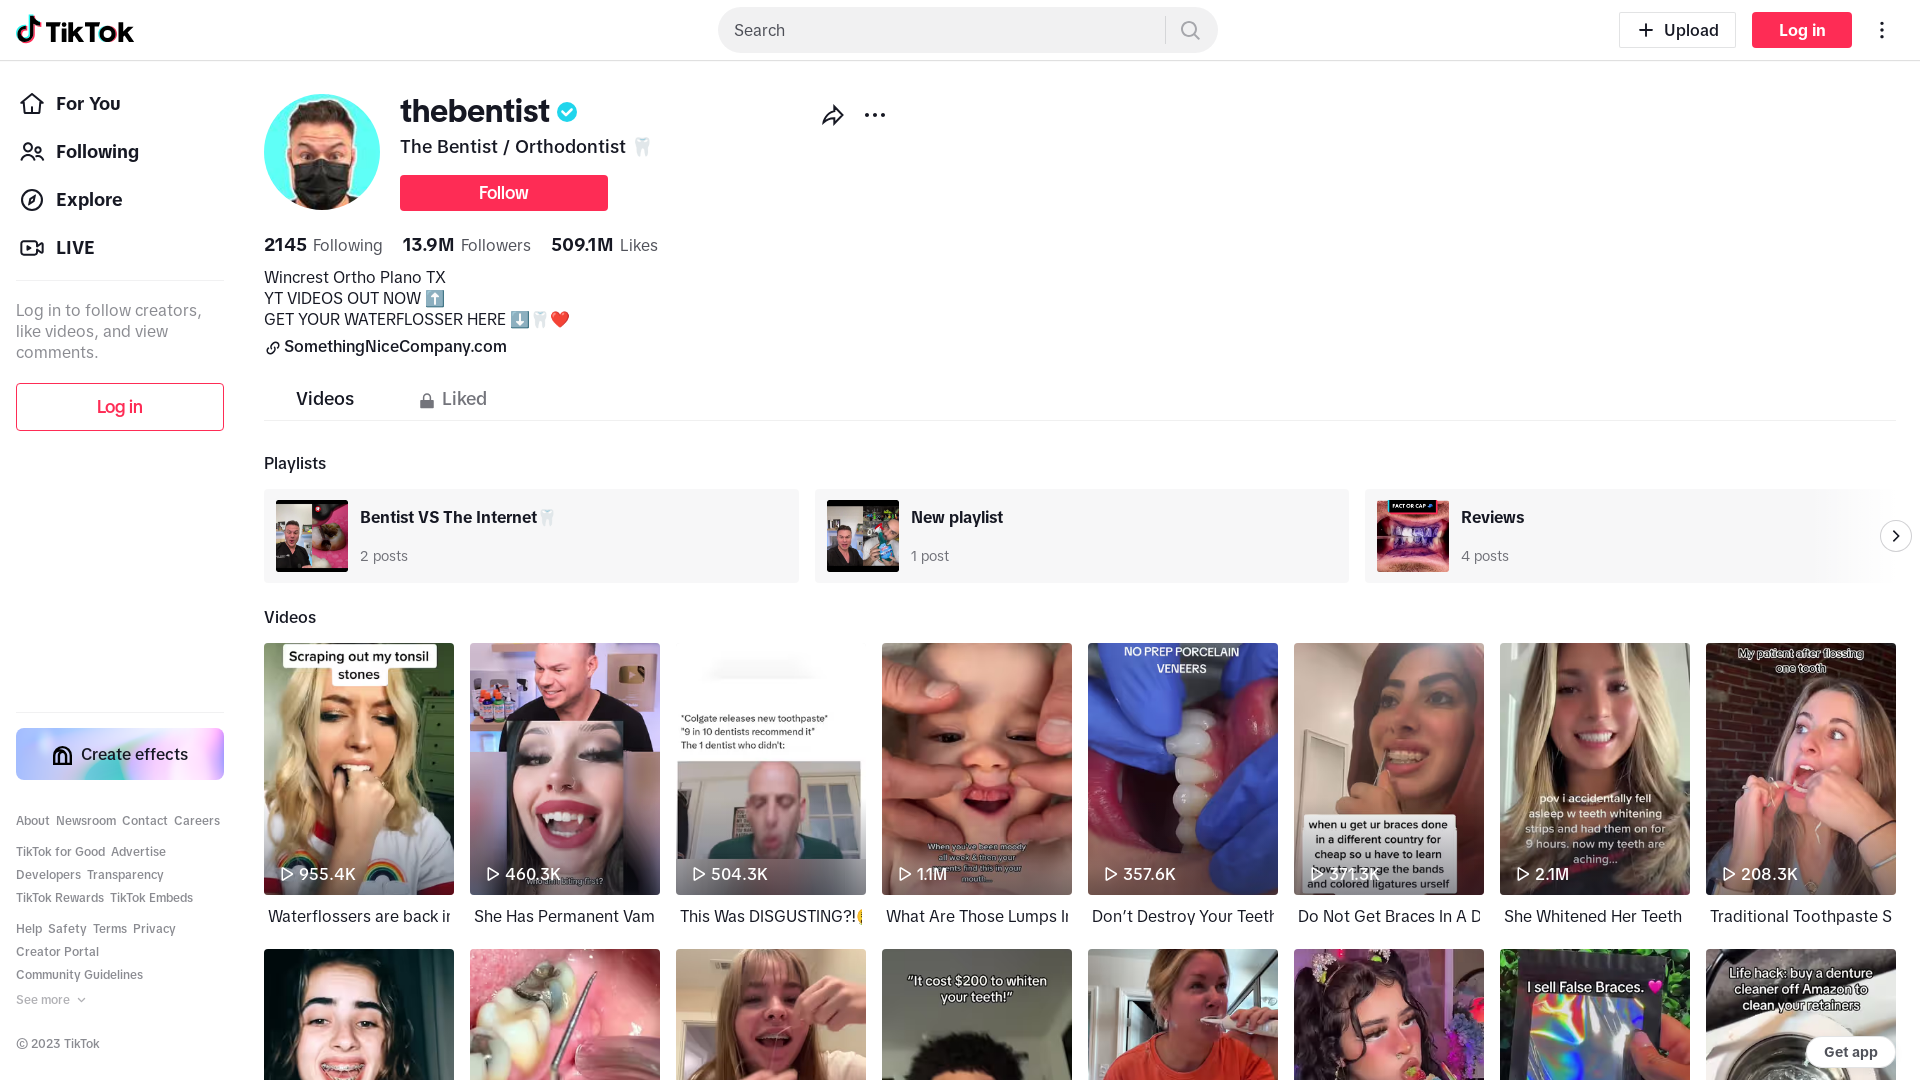 TikTok
Search
Upload
Log in
For You
Following
Explore
LIVE
Log in to follow creators,
like videos, and view
comments.
Log in
Create effects
About Newsroom Contact Careers
TikTok for Good Advertise
Developers Transparency
TikTok Rewards TikTok Embeds
Help Safety Terms Privacy
Creator Portal
Community Guidelines
See more
© 2023 TikTok
thebentist
The Bentist / Orthodontist 🦷
Follow
2145 Following 13.9M Followers 509.1M Likes
Wincrest Ortho Plano TX
YT VIDEOS OUT NOW ⬆️
GET YOUR WATERFLOSSER HERE ⬇️🦷❤️
SomethingNiceCompany.com
Videos
Liked
Playlists
Bentist VS The Internet🦷
2 posts
New playlist
1 post
FACT OR CAP
Reviews
4 posts
Videos
Scraping out my tonsil
stones
955.4K
Waterflossers are back in
460.3K
She Has Permanent Vam
"Colgate releases new toothpaste"
"9 in 10 dentists recommend it"
The 1 dentist who didn't:
504.3K
This Was DISGUSTING?!
When you've been moody
all week & then your
1.1M
What Are Those Lumps In
NO PREP PORCELAIN
VENEERS
357.6K
Don't Destroy Your Teeth
when u get ur braces done
in a different country for
cheap so u have to learn
how to change the bands
and colored ligatures urself
371.3K
Do Not Get Braces In A D
pov i accidentally fell
asleep w teeth whitening
strips and had them on for
9 hours. now my teeth are
aching...
2.1M
She Whitened Her Teeth
My patient after flossing
one tooth
208.3K
Traditional Toothpaste S
"It cost $200 to whiten
your teeth!"
I sell False Braces. 💗
Life hack: buy a denture
cleaner off Amazon to
clean your retainers
Get app